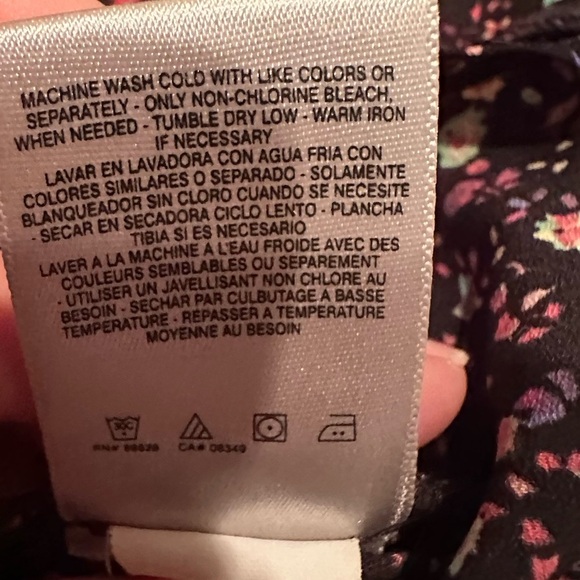 MACHINE WASH COLD WITH LIKE COLORS OR
SEPARATELY - ONLY NON-CHLORINE BLEACH,
WHEN NEEDED - TUMBLE DRY LOW - WARM IRON
IF NECESSARY
LAVAR EN LAVADORA CON AGUA FRIA CON
COLORES SIMILARES O SEPARADO - SOLAMENTE
BLANQUEADOR SIN CLORO CUANDO SE NECESITE
- SECAR EN SECADORA CICLO LENTO - PLANCHA
TIBIA SI ES NECESARIO
LAVER A LA MACHINE A L'EAU FROIDE AVEC DES
COULEURS SEMBLABLES OU SEPAREMENT
- UTILISER UN JAVELLISANT NON CHLORE AU
BESOIN - SECHAR PAR CULBUTAGE A BASSE
TEMPERATURE - REPASSER A TEMPERATURE
MOYENNE AU BESOIN
30C
RN# CA#